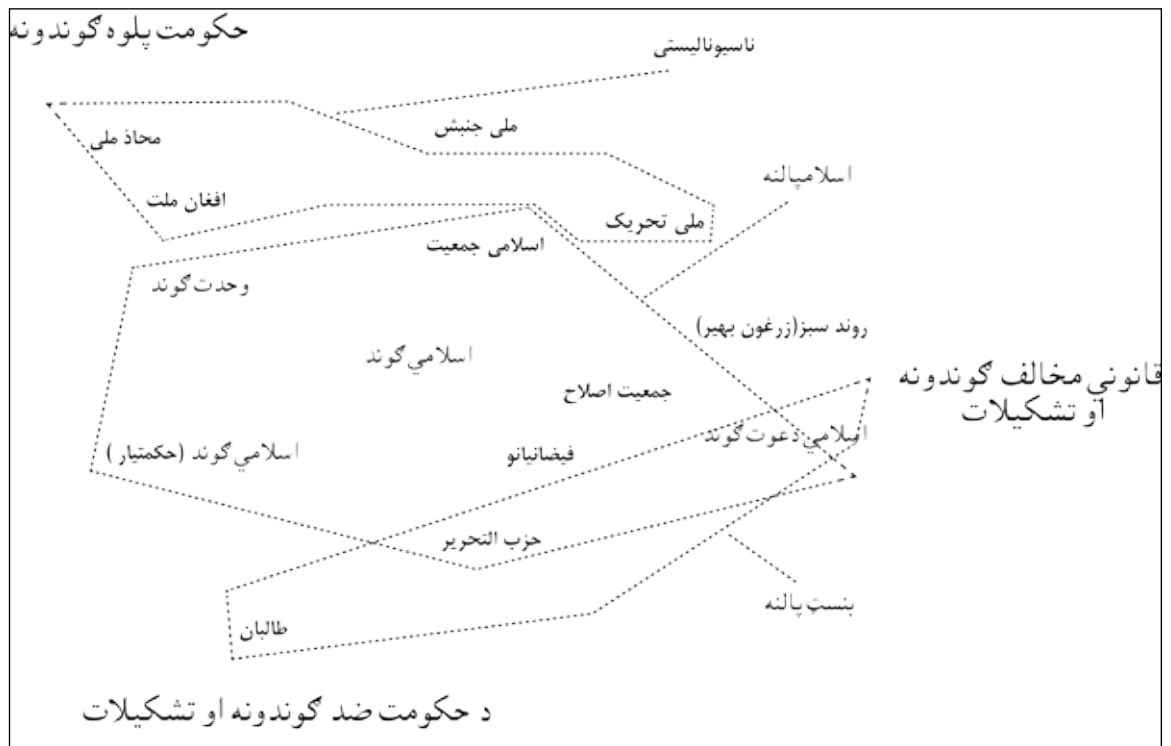 حکومت پلوه ګوندونه
ناسیونالیستی
ملی جنبش
محاذ ملی
اسلامپالنه
افغان ملت
ملی تحریک
اسلامی جمعیت
وحدت ګوند
روند سبز(زرغون بهیر)
اسلامي ګوند
قانوني مخالف ګوندونه
او تشکیلات
جمعیت اصلاح
اسلامي دعوت ګوند
فیضانیانو
اسلامي ګوند (حکمتیار)
حزب التحریر
بنسټ پالنه
طالبان
د حکومت ضد ګوندونه او تشکیلات